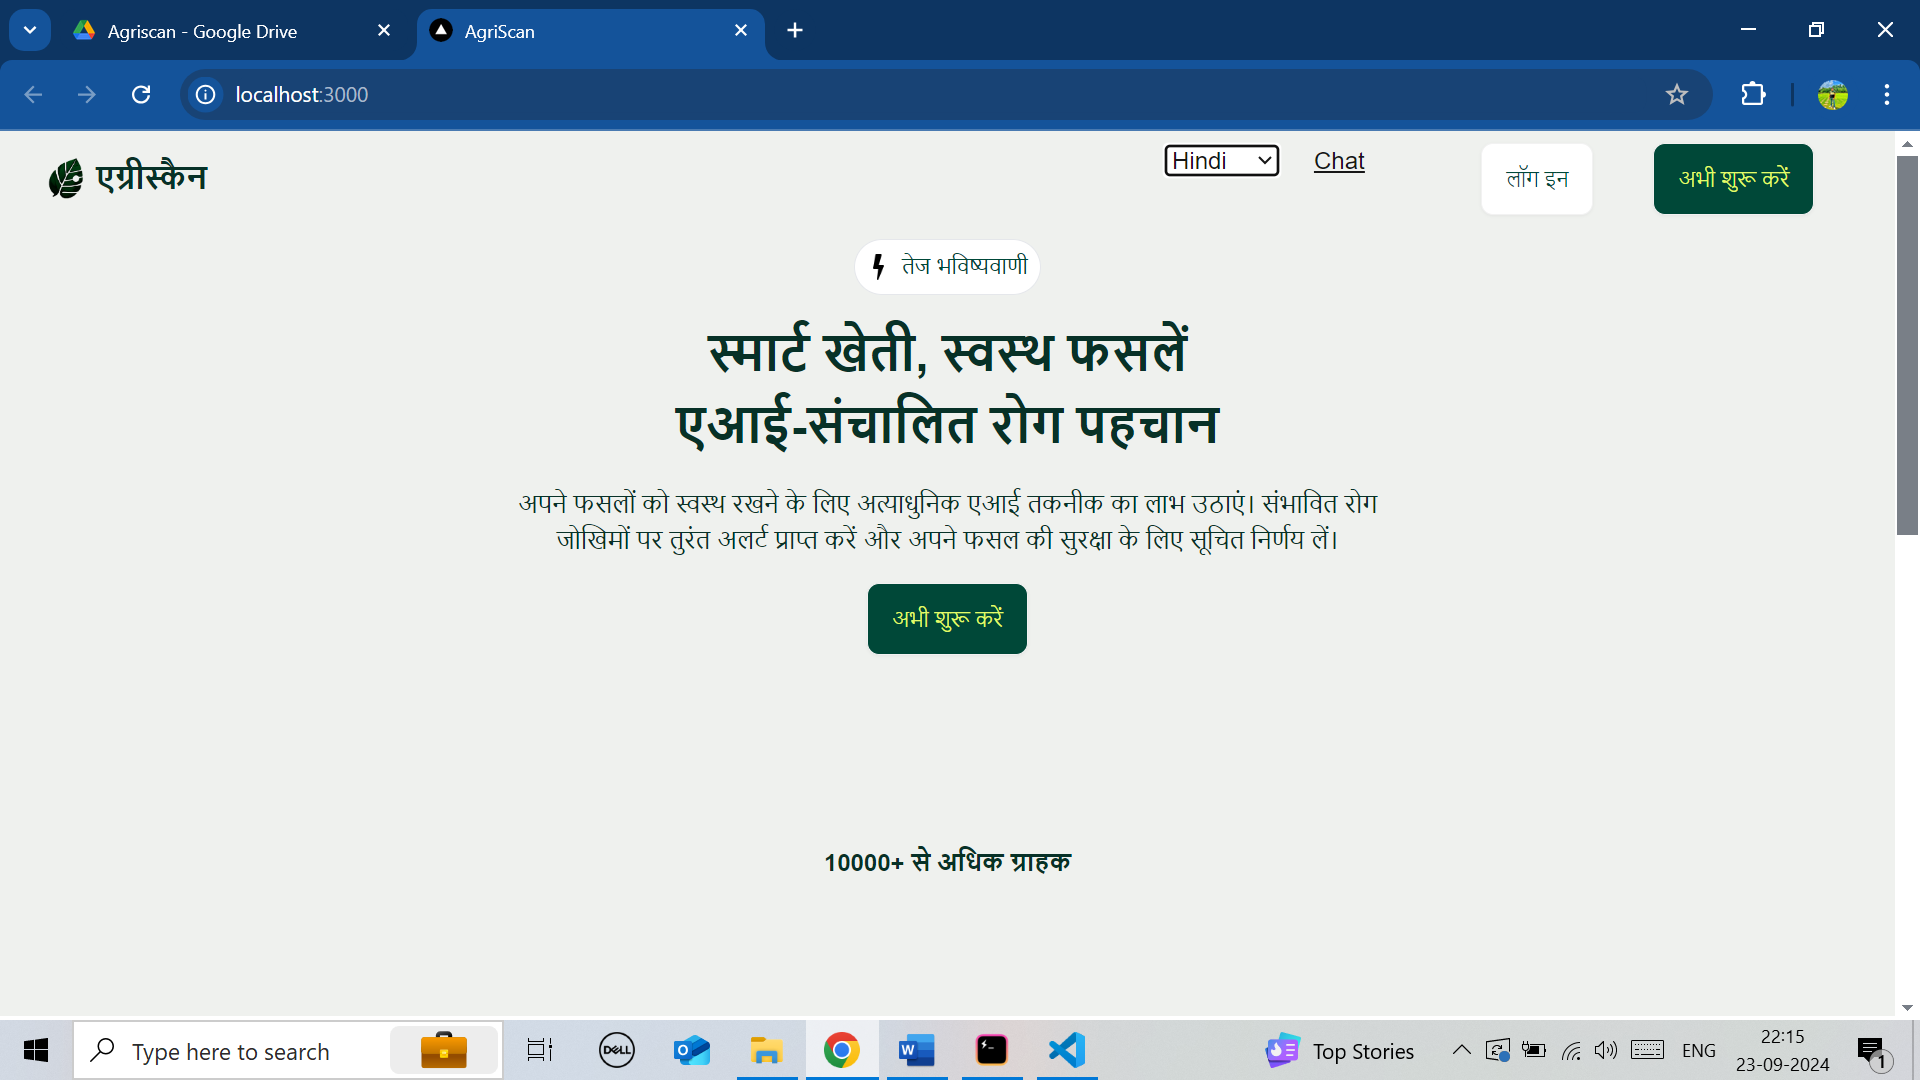 Agriscan - Google Drive
AgriScan
localhost:3000
एग्रीस्कैन
Hindi
Chat
लॉग इन
अभी शुरू करें
तेज भविष्यवाणी
स्मार्ट खेती, स्वस्थ फसलें
एआई-संचालित रोग पहचान
अपने फसलों को स्वस्थ रखने के लिए अत्याधुनिक एआई तकनीक का लाभ उठाएं। संभावित रोग
जोखिमों पर तुरंत अलर्ट प्राप्त करें और अपने फसल की सुरक्षा के लिए सूचित निर्णय लें।
अभी शुरू करें
10000+ से अधिक ग्राहक
Type here to search
DELL
Top Stories
ENG
22:15
23-09-2024
1